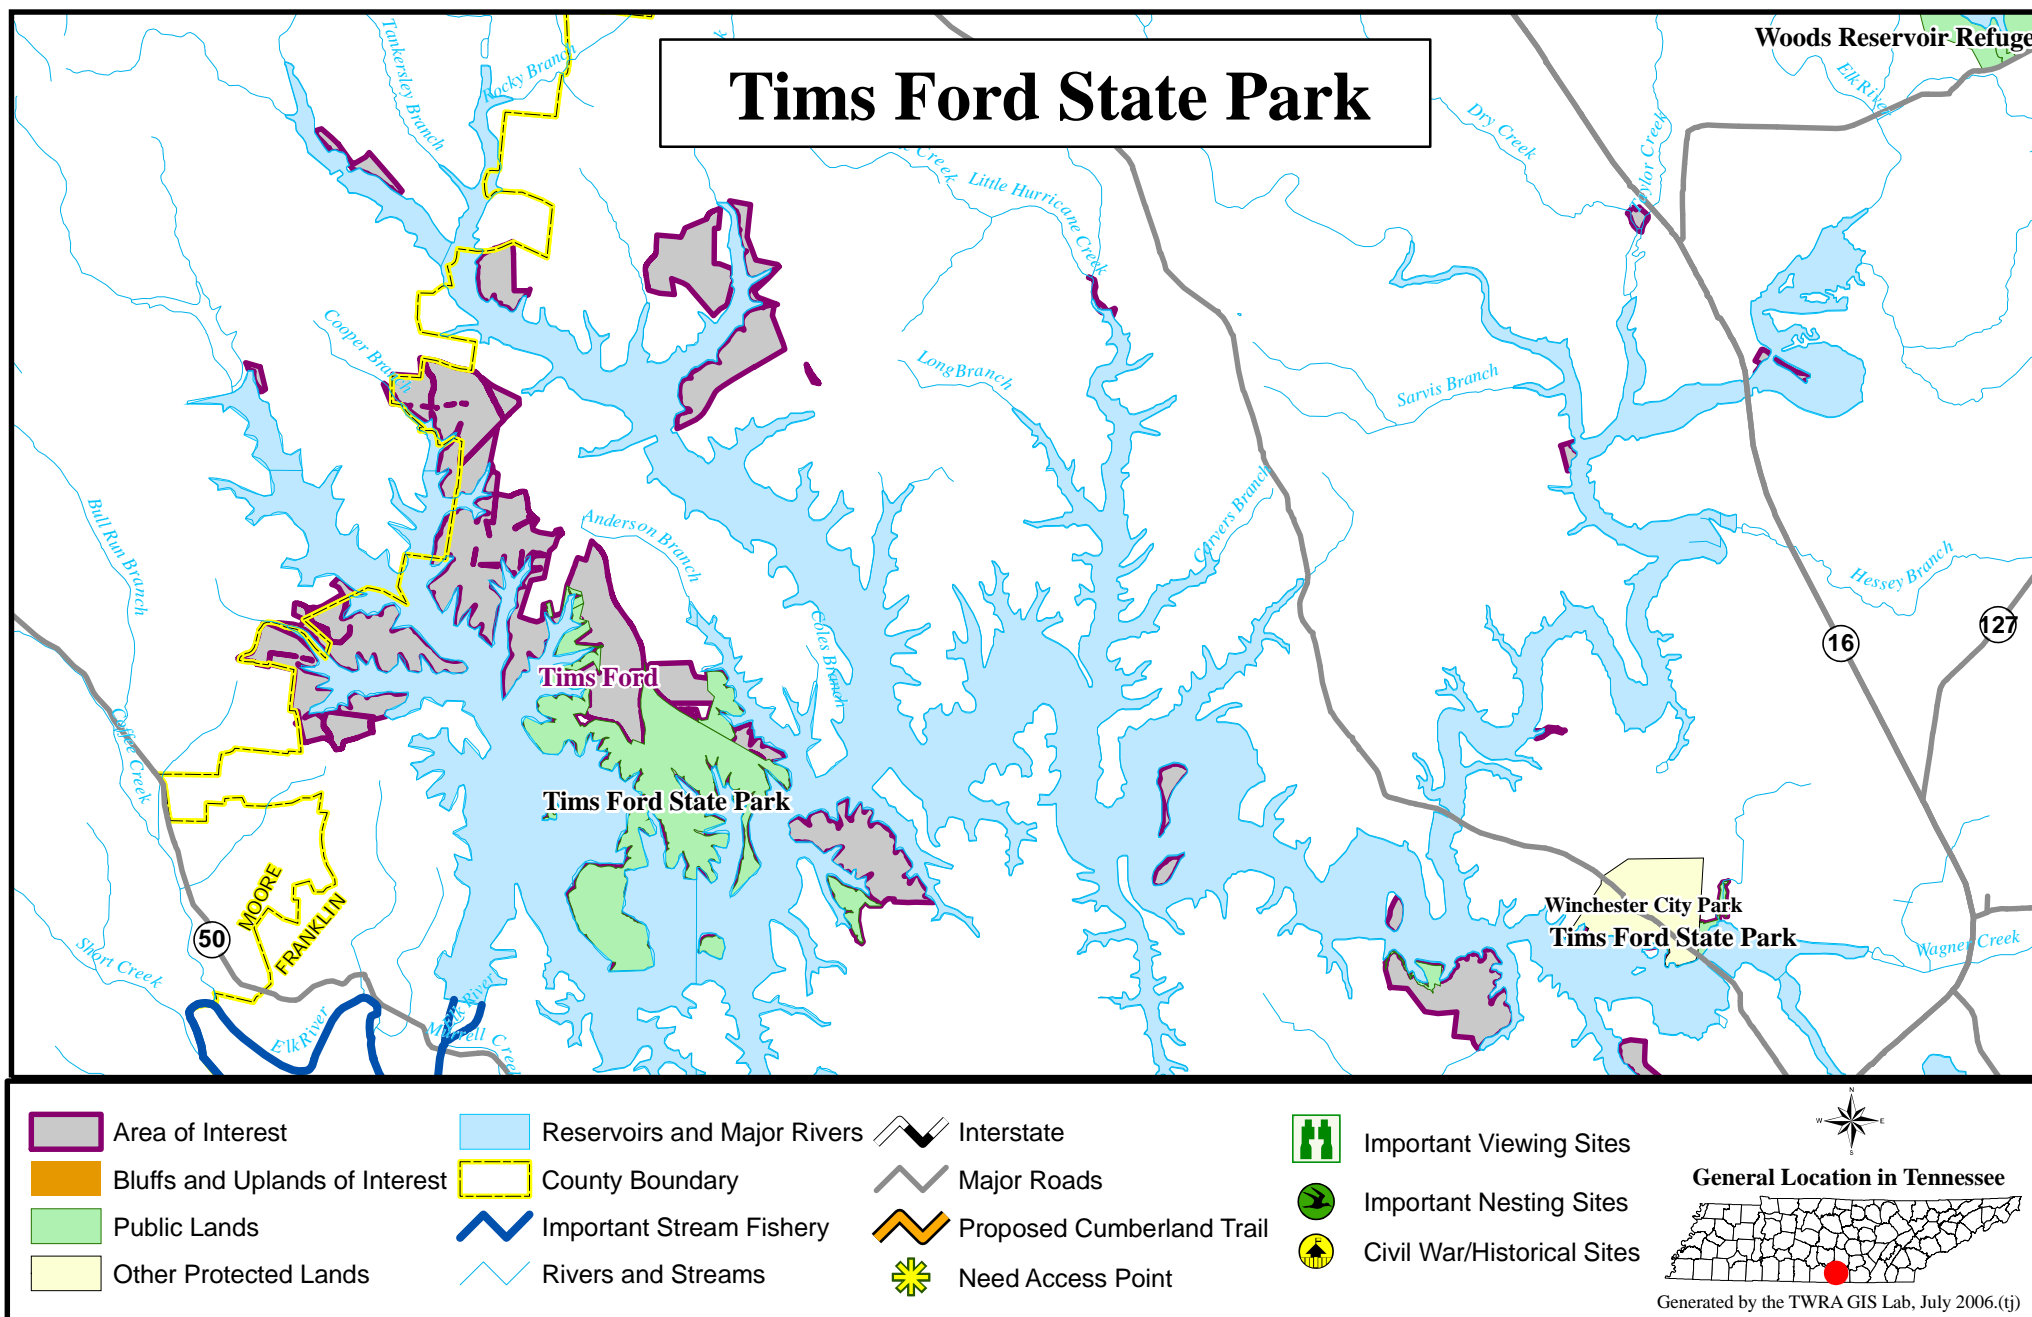 Woods Reservoir Refuge
Tims Ford State Park
Tankersley Branch
Rocky Branch
Elk River
Dry Creek
Taylor Creek
Creek
Little Hurricane Creek
Cooper Branch
Long Branch
Sarvis Branch
Carvers Branch
Bull Run Branch
Anderson Branch
Hessey Branch
127
16
Coles Branch
Tims Ford
Coffee Creek
Tims Ford State Park
MOORE
FRANKLIN
50
Winchester City Park
Tims Ford State Park
Wagner Creek
Short Creek
Elk River
River
Area of Interest
Bluffs and Uplands of Interest
Public Lands
Other Protected Lands
Reservoirs and Major Rivers
County Boundary
Important Stream Fishery
Rivers and Streams
Interstate
Major Roads
Proposed Cumberland Trail
Need Access Point
Important Viewing Sites
Important Nesting Sites
Civil War/Historical Sites
N
W
E
S
General Location in Tennessee
Generated by the TWRA GIS Lab, July 2006.(tj)